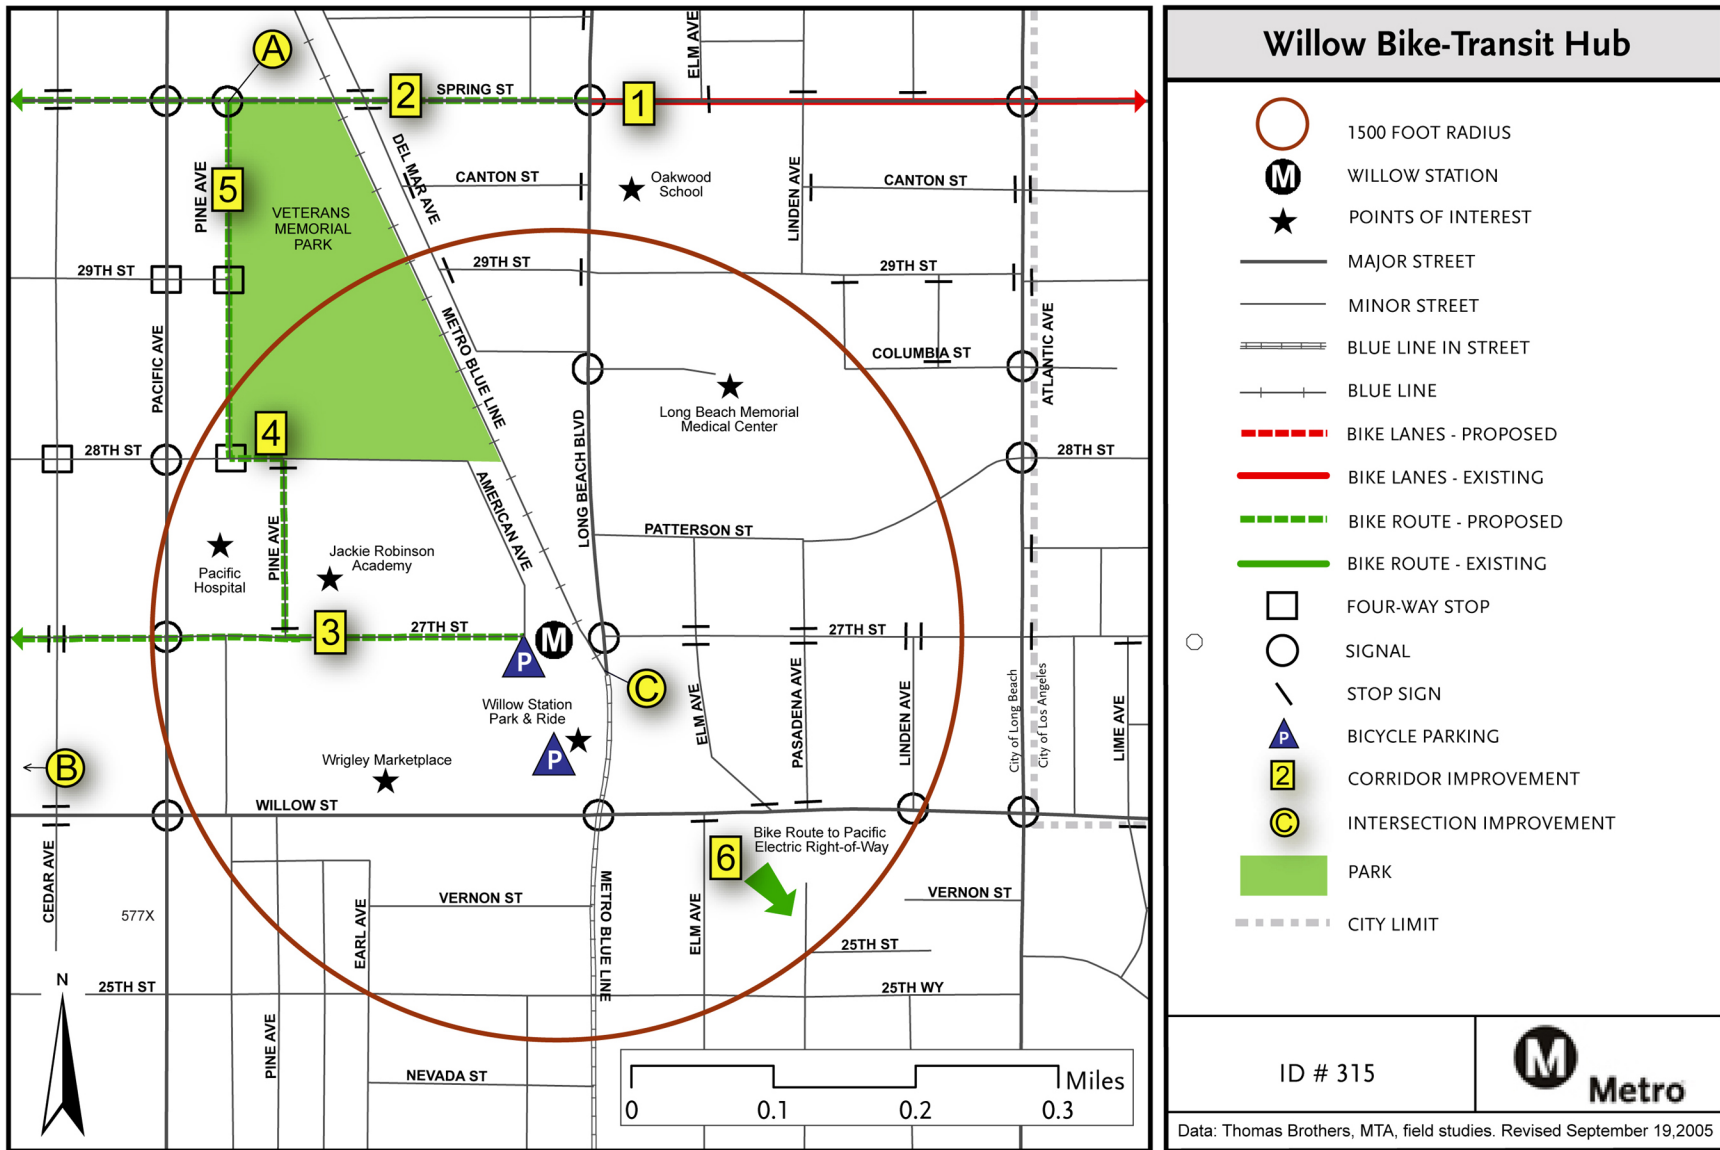 Willow Bike-Transit Hub
1500 FOOT RADIUS
M
WILLOW STATION
POINTS OF INTEREST
MAJOR STREET
MINOR STREET
BLUE LINE IN STREET
BLUE LINE
BIKE LANES - PROPOSED
BIKE LANES - EXISTING
BIKE ROUTE - PROPOSED
BIKE ROUTE - EXISTING
FOUR-WAY STOP
SIGNAL
STOP SIGN
P
BICYCLE PARKING
2
CORRIDOR IMPROVEMENT
C
INTERSECTION IMPROVEMENT
PARK
CITY LIMIT
ID # 315
M
Metro
Data: Thomas Brothers, MTA, field studies. Revised September 19,2005
A
ELM AVE
2
SPRING ST
1
DEL MAR AVE
CANTON ST
Oakwood
School
LINDEN AVE
CANTON ST
PINE AVE
5
VETERANS
MEMORIAL
PARK
29TH ST
29TH ST
29TH ST
METRO BLUE LINE
PACIFIC AVE
ATLANTIC AVE
COLUMBIA ST
Long Beach Memorial
Medical Center
4
28TH ST
28TH ST
LONG BEACH BLVD
AMERICAN AVE
PATTERSON ST
PINE AVE
Jackie Robinson
Academy
Pacific
Hospital
3
27TH ST
M
27TH ST
P
C
Willow Station
Park & Ride
P
ELM AVE
PASADENA AVE
LINDEN AVE
City of Long Beach
City of Los Angeles
LIME AVE
B
Wrigley Marketplace
WILLOW ST
6
Bike Route to Pacific
Electric Right-of-Way
CEDAR AVE
577X
EARL AVE
VERNON ST
METRO BLUE LINE
ELM AVE
VERNON ST
25TH ST
N
25TH ST
25TH WY
PINE AVE
NEVADA ST
Miles
0 0.1 0.2 0.3